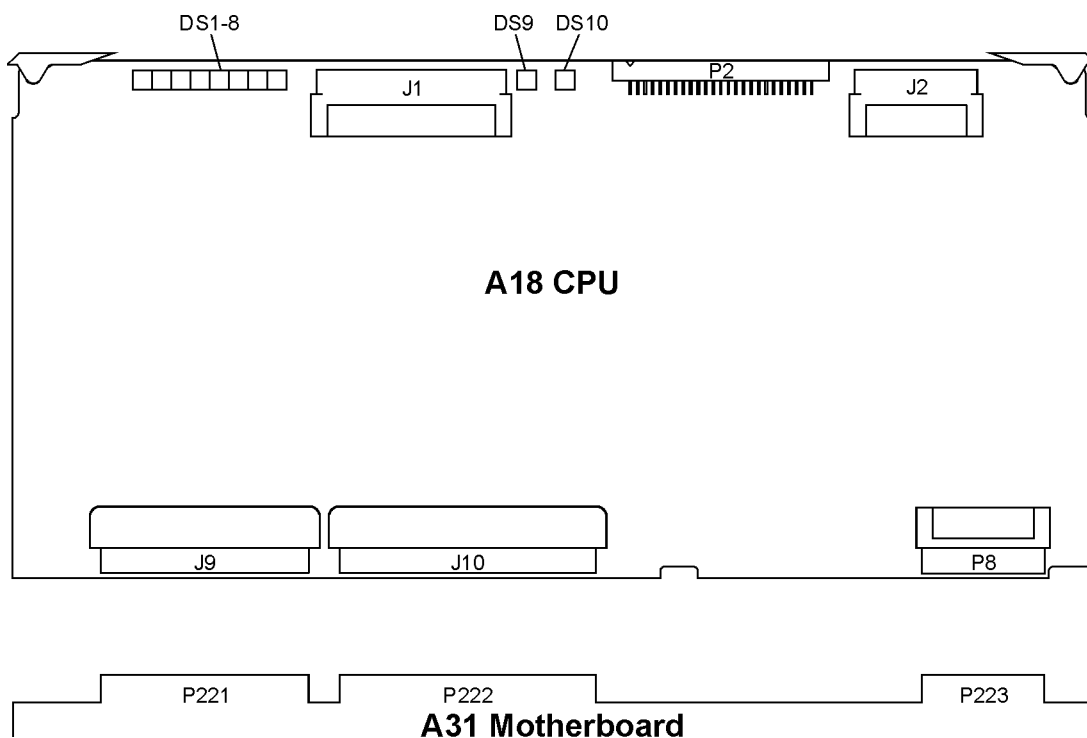 DS1-8 DS9 DS10
J1 P2 J2
A18 CPU
J9 J10 P8
P221 P222 P223
A31 Motherboard